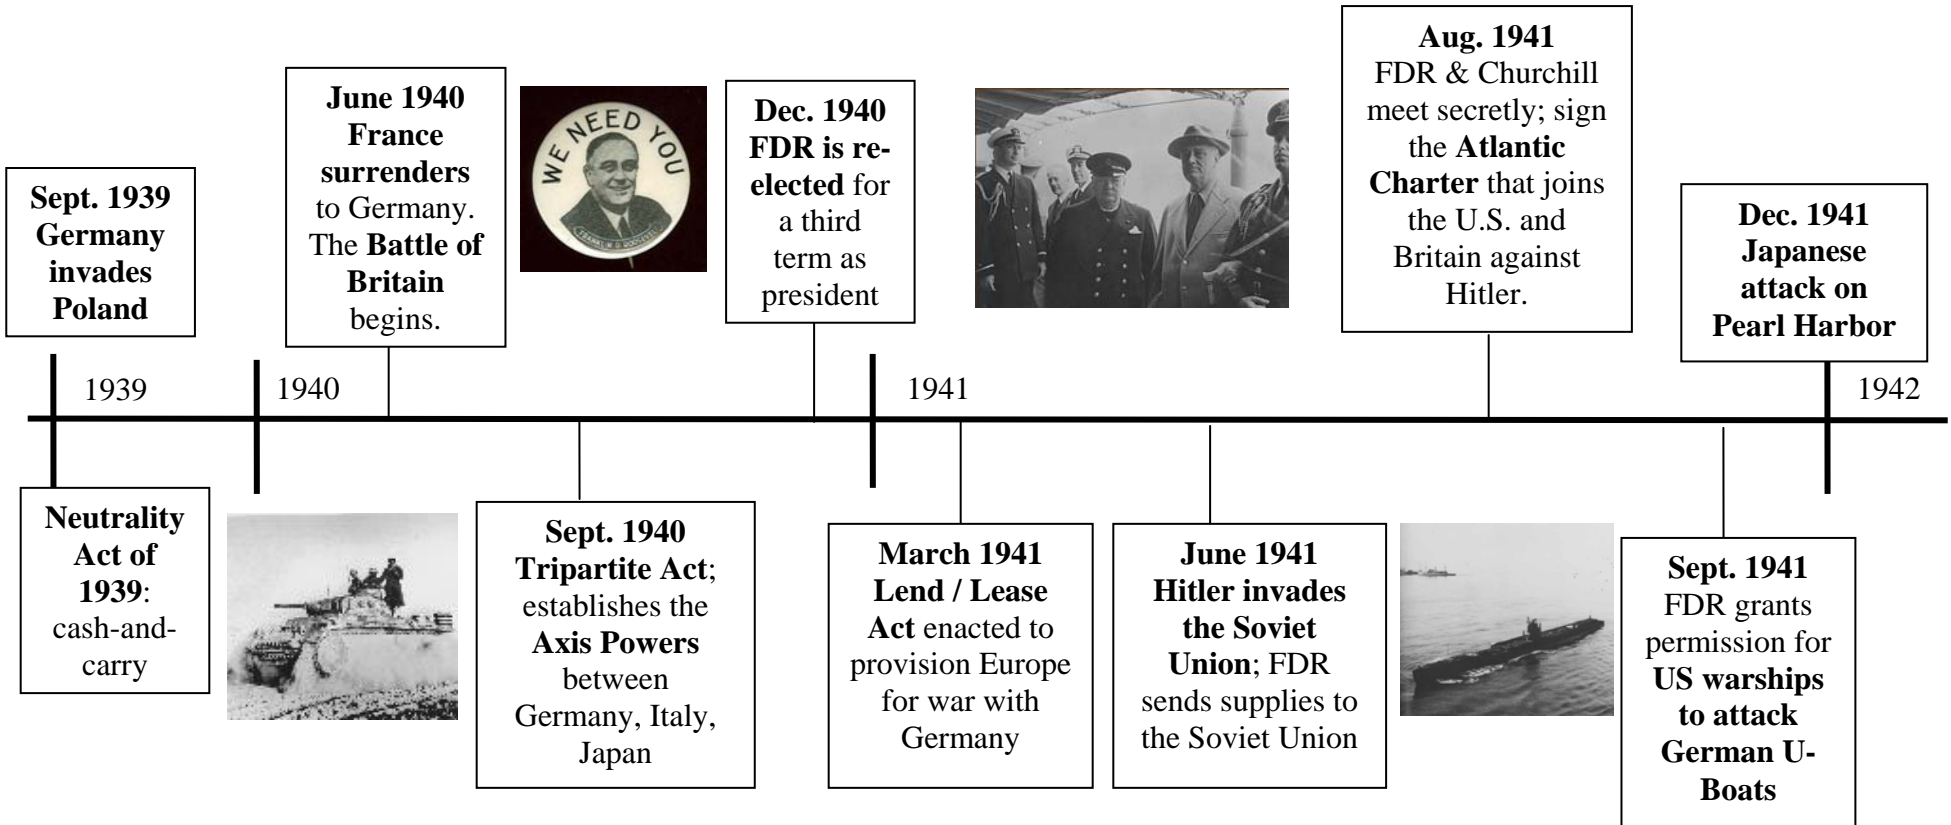 Sept. 1939
Germany
invades
Poland
June 1940
France
surrenders
to Germany.
The Battle of
Britain
begins.
WE NEED YOU
FRANKLIN D. ROOSEVELT
Dec. 1940
FDR is re-
elected for
a third
term as
president
Aug. 1941
FDR & Churchill
meet secretly; sign
the Atlantic
Charter that joins
the U.S. and
Britain against
Hitler.
Dec. 1941
Japanese
attack on
Pearl Harbor
1939
1940
1941
1942
Neutrality
Act of
1939:
cash-and-
carry
Sept. 1940
Tripartite Act;
establishes the
Axis Powers
between
Germany, Italy,
Japan
March 1941
Lend / Lease
Act enacted to
provision Europe
for war with
Germany
June 1941
Hitler invades
the Soviet
Union; FDR
sends supplies to
the Soviet Union
Sept. 1941
FDR grants
permission for
US warships
to attack
German U-
Boats